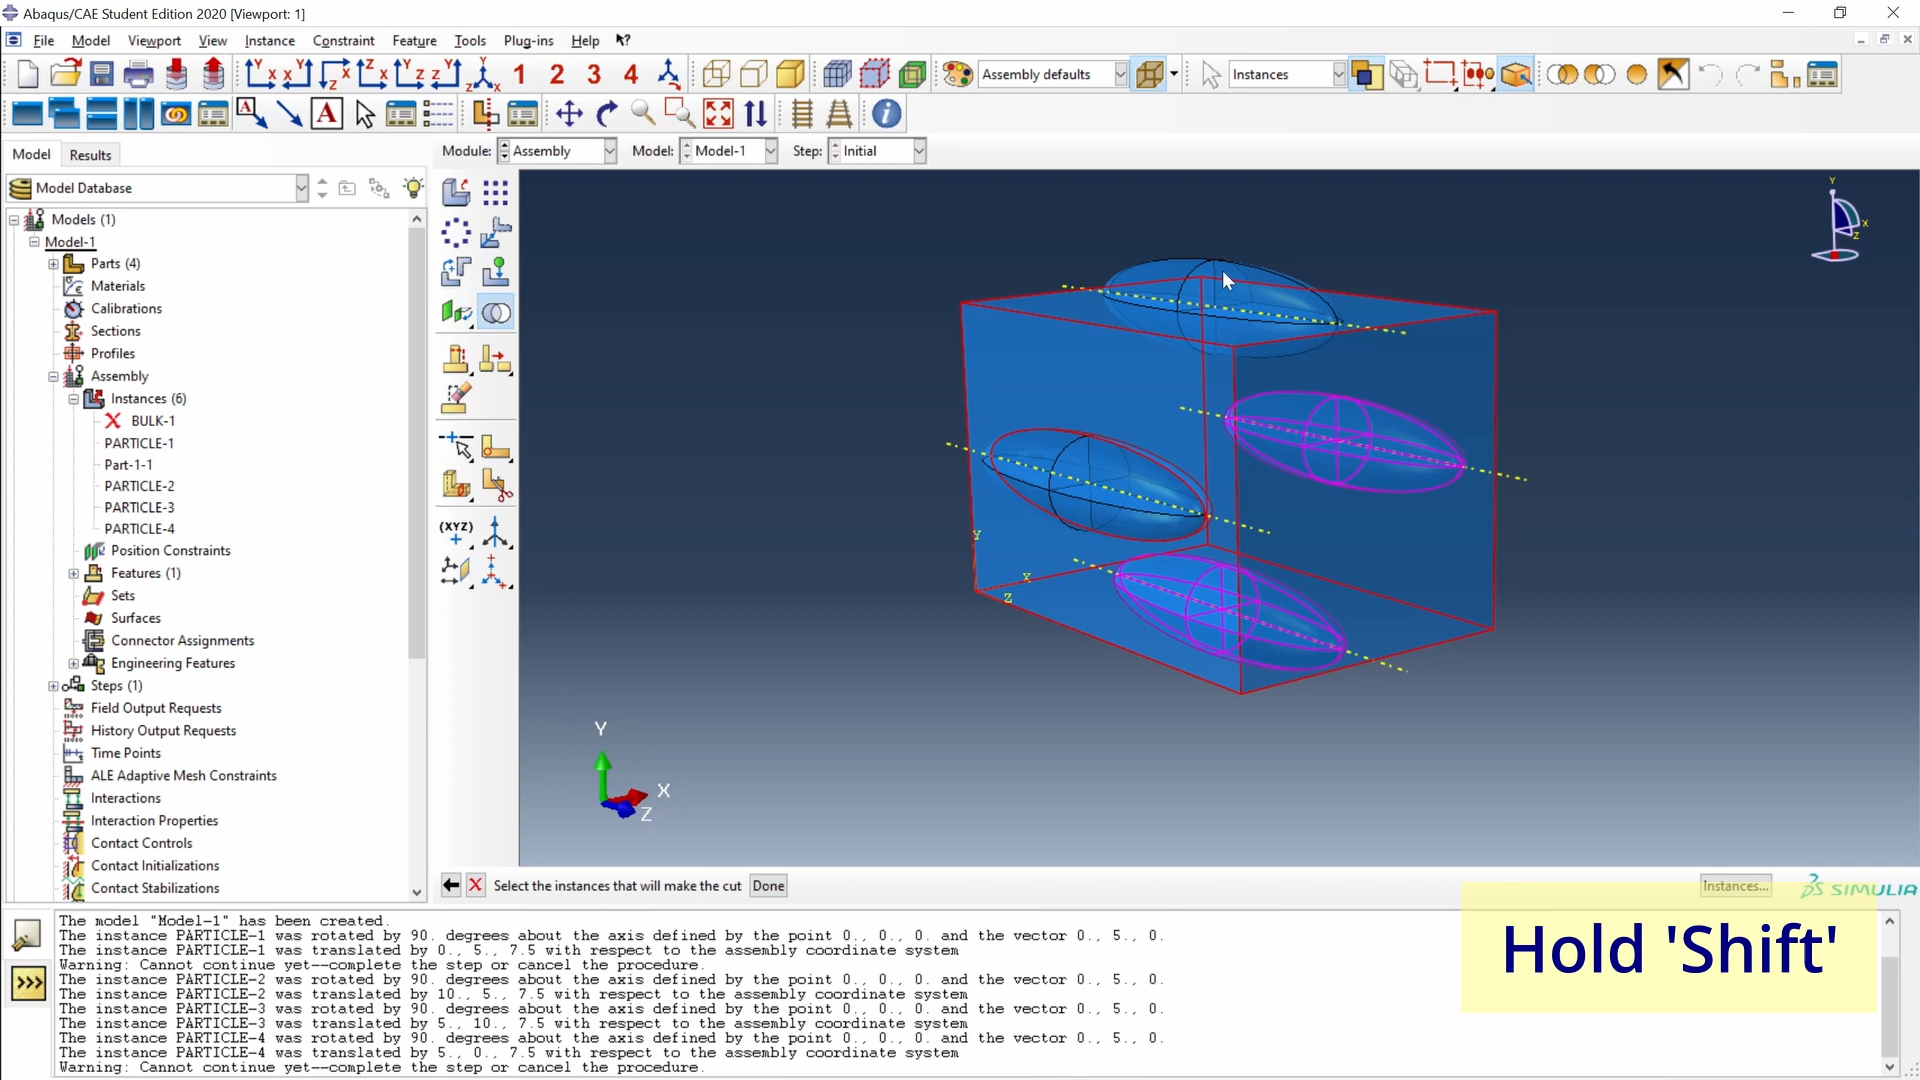 Abaqus/CAE Student Edition 2020 [Viewport: 1]
File Model Viewport View Instance Constraint Feature Tools Plug-ins Help
1 2 3 4 Assembly defaults Instances
Module: Assembly Model: Model-1 Step: Initial
Model Results
Model Database
Models (1)
Model-1
Parts (4)
Materials
Calibrations
Sections
Profiles
Assembly
Instances (6)
BULK-1
PARTICLE-1
Part-1-1
PARTICLE-2
PARTICLE-3
PARTICLE-4
Position Constraints
Features (1)
Sets
Surfaces
Connector Assignments
Engineering Features
Steps (1)
Field Output Requests
History Output Requests
Time Points
ALE Adaptive Mesh Constraints
Interactions
Interaction Properties
Contact Controls
Contact Initializations
Contact Stabilizations
(XYZ)
Y
X
Z
Y
X
Z
Y
X
Z
Select the instances that will make the cut Done
Instances...
SIMULIA
The model "Model-1" has been created.
The instance PARTICLE-1 was rotated by 90. degrees about the axis defined by the point 0., 0., 0. and the vector 0., 5., 0.
The instance PARTICLE-1 was translated by 0., 5., 7.5 with respect to the assembly coordinate system
Warning: Cannot continue yet--complete the step or cancel the procedure.
The instance PARTICLE-2 was rotated by 90. degrees about the axis defined by the point 0., 0., 0. and the vector 0., 5., 0.
The instance PARTICLE-2 was translated by 10., 5., 7.5 with respect to the assembly coordinate system
The instance PARTICLE-3 was rotated by 90. degrees about the axis defined by the point 0., 0., 0. and the vector 0., 5., 0.
The instance PARTICLE-3 was translated by 5., 10., 7.5 with respect to the assembly coordinate system
The instance PARTICLE-4 was rotated by 90. degrees about the axis defined by the point 0., 0., 0. and the vector 0., 5., 0.
The instance PARTICLE-4 was translated by 5., 0., 7.5 with respect to the assembly coordinate system
Warning: Cannot continue yet--complete the step or cancel the procedure.
Hold 'Shift'